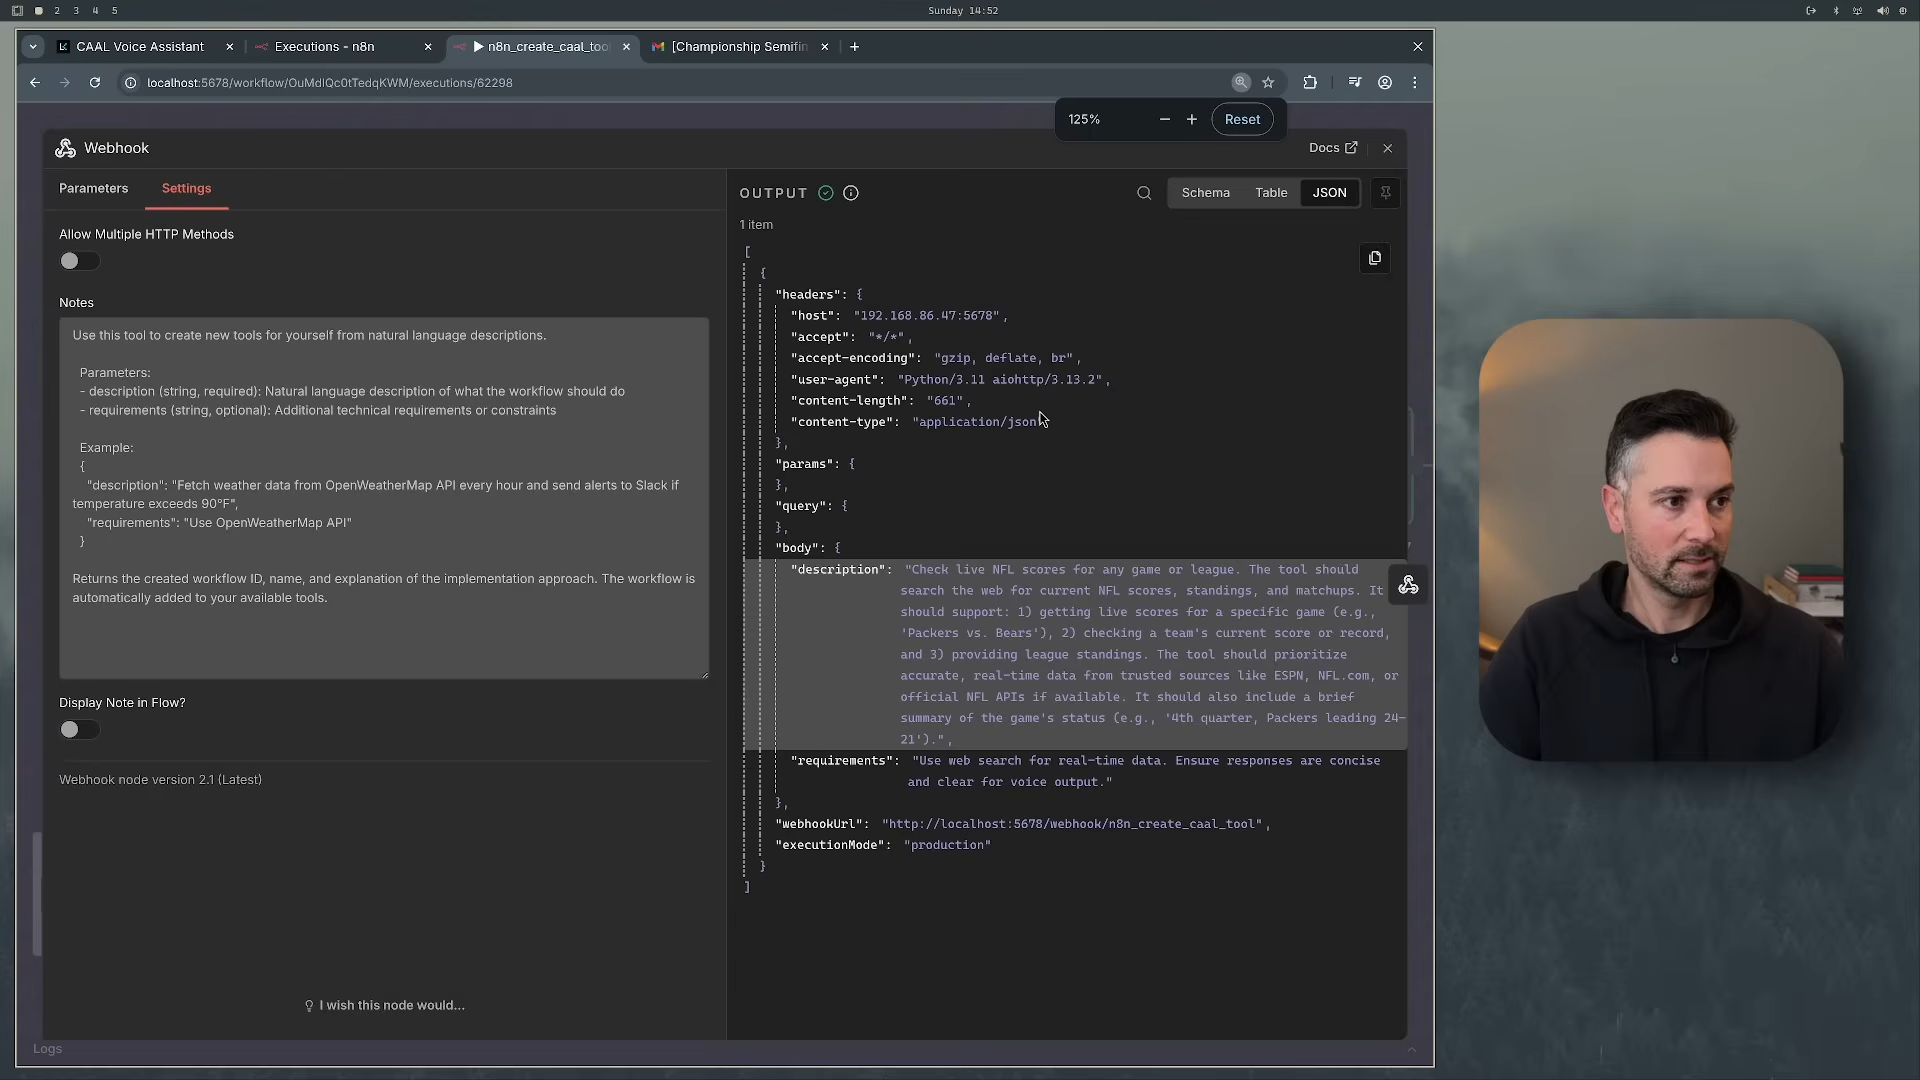 2 3 4 5
Sunday 14:52
CAAL Voice Assistant
Executions - n8n
n8n_create_caal_too
[Championship Semifin
localhost:5678/workflow/OuMdIQc0tTedqKWM/executions/62298
125%
Reset
Webhook
Docs
Parameters
Settings
OUTPUT
Schema
Table
JSON
Allow Multiple HTTP Methods
Notes
Use this tool to create new tools for yourself from natural language descriptions.
Parameters:
- description (string, required): Natural language description of what the workflow should do
- requirements (string, optional): Additional technical requirements or constraints
Example:
{
"description": "Fetch weather data from OpenWeatherMap API every hour and send alerts to Slack if
temperature exceeds 90°F",
"requirements": "Use OpenWeatherMap API"
}
Returns the created workflow ID, name, and explanation of the implementation approach. The workflow is
automatically added to your available tools.
Display Note in Flow?
Webhook node version 2.1 (Latest)
I wish this node would...
1 item
[
{
"headers": {
"host": "192.168.86.47:5678",
"accept": "*/*",
"accept-encoding": "gzip, deflate, br",
"user-agent": "Python/3.11 aiohttp/3.13.2",
"content-length": "661",
"content-type": "application/json
},
"params": {
},
"query": {
},
"body": {
"description": "Check live NFL scores for any game or league. The tool should
search the web for current NFL scores, standings, and matchups. It
should support: 1) getting live scores for a specific game (e.g.,
'Packers vs. Bears'), 2) checking a team's current score or record,
and 3) providing league standings. The tool should prioritize
accurate, real-time data from trusted sources like ESPN, NFL.com, or
official NFL APIs if available. It should also include a brief
summary of the game's status (e.g., '4th quarter, Packers leading 24-
21').",
"requirements": "Use web search for real-time data. Ensure responses are concise
and clear for voice output."
},
"webhookUrl": "http://localhost:5678/webhook/n8n_create_caal_tool",
"executionMode": "production"
}
]
Logs